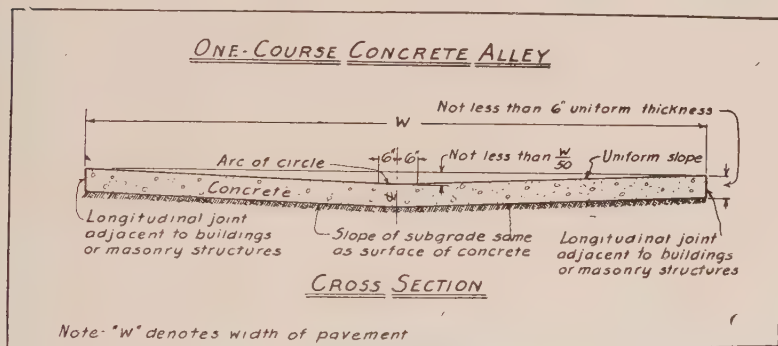 ONE-COURSE CONCRETE ALLEY
Not less than 6" uniform thickness
W
Arc of circle
6" 6"
Not less than W/50
Uniform slope
Concrete
Longitudinal joint
adjacent to buildings
or masonry structures
Slope of subgrade same
as surface of concrete
Longitudinal joint
adjacent to buildings
or masonry structures
CROSS SECTION
Note- "W" denotes width of pavement